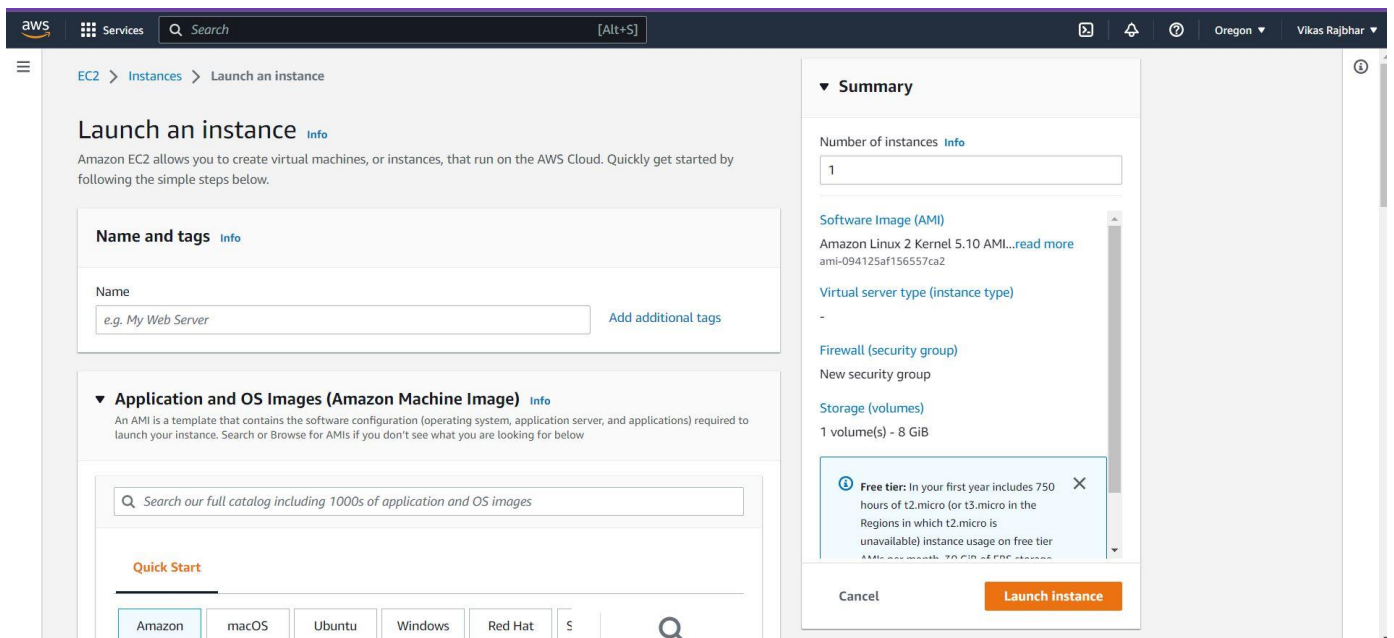 aws
Services
Search
[Alt+S]
Oregon ▼
Vikas Rajbhar ▼
EC2 > Instances > Launch an instance
Launch an instance Info
Amazon EC2 allows you to create virtual machines, or instances, that run on the AWS Cloud. Quickly get started by
following the simple steps below.
Name and tags Info
Name
e.g. My Web Server
Add additional tags
▼ Application and OS Images (Amazon Machine Image) Info
An AMI is a template that contains the software configuration (operating system, application server, and applications) required to
launch your instance. Search or Browse for AMIs if you don't see what you are looking for below
Search our full catalog including 1000s of application and OS images
Quick Start
Amazon
macOS
Ubuntu
Windows
Red Hat
S
▼ Summary
Number of instances Info
1
Software Image (AMI)
Amazon Linux 2 Kernel 5.10 AMI...read more
ami-094125af156557ca2
Virtual server type (instance type)
-
Firewall (security group)
New security group
Storage (volumes)
1 volume(s) - 8 GiB
Free tier: In your first year includes 750
hours of t2.micro (or t3.micro in the
Regions in which t2.micro is
unavailable) instance usage on free tier
AMIs per month, 30 GiB of EBS storage
Cancel
Launch instance